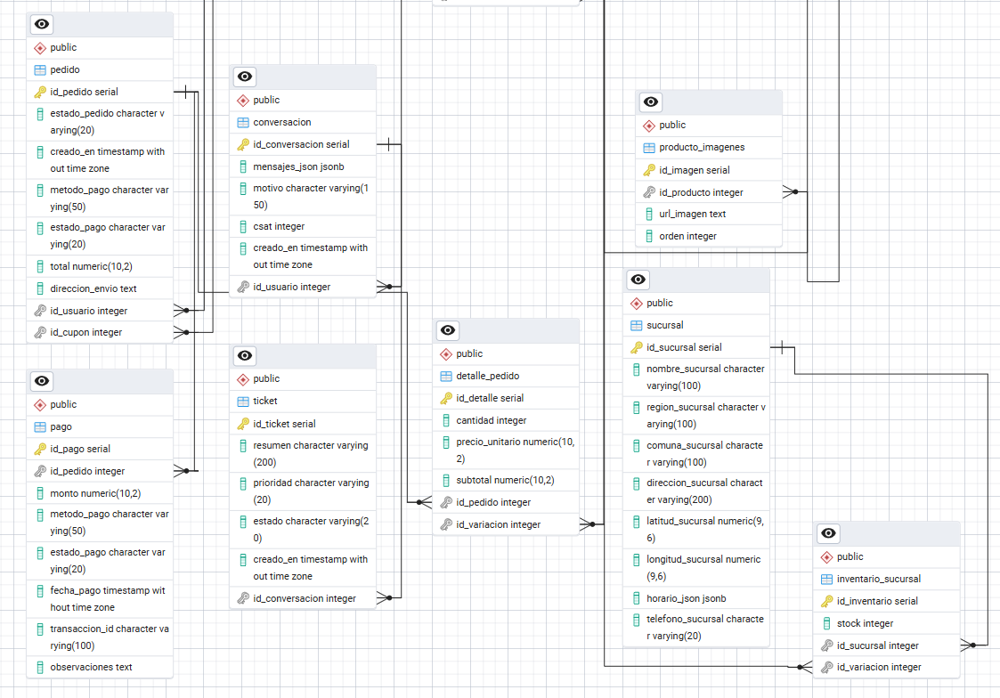 public
pedido
id_pedido serial
estado_pedido character v
arying(20)
creado_en timestamp with
out time zone
metodo_pago character var
ying(50)
estado_pago character var
ying(20)
total numeric(10,2)
direccion_envio text
id_usuario integer
id_cupon integer
public
pago
id_pago serial
id_pedido integer
monto numeric(10,2)
metodo_pago character var
ying(50)
estado_pago character var
ying(20)
fecha_pago timestamp wit
hout time zone
transaccion_id character va
rying(100)
observaciones text
public
conversacion
id_conversacion serial
mensajes_json jsonb
motivo character varying(1
50)
csat integer
creado_en timestamp with
out time zone
id_usuario integer
public
ticket
id_ticket serial
resumen character varying
(200)
prioridad character varying
(20)
estado character varying(2
0)
creado_en timestamp with
out time zone
id_conversacion integer
public
detalle_pedido
id_detalle serial
cantidad integer
precio_unitario numeric(10,
2)
subtotal numeric(10,2)
id_pedido integer
id_variacion integer
public
producto_imagenes
id_imagen serial
id_producto integer
url_imagen text
orden integer
public
sucursal
id_sucursal serial
nombre_sucursal character
varying(100)
region_sucursal character v
arying(100)
comuna_sucursal characte
r varying(100)
direccion_sucursal charact
er varying(200)
latitud_sucursal numeric(9,
6)
longitud_sucursal numeric
(9,6)
horario_json jsonb
telefono_sucursal characte
r varying(20)
public
inventario_sucursal
id_inventario serial
stock integer
id_sucursal integer
id_variacion integer